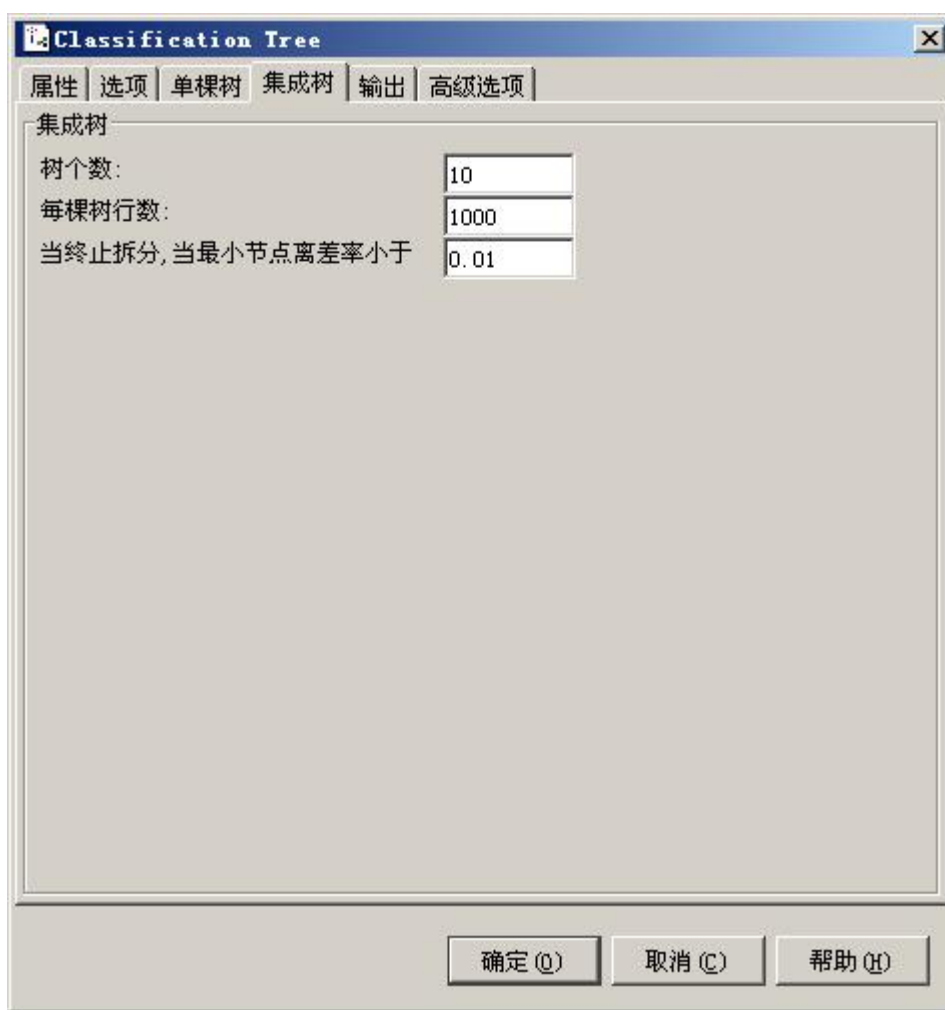 Classification Tree
属性 选项 单棵树 集成树 输出 高级选项
集成树
树个数: 10
每棵树行数: 1000
当终止拆分,当最小节点离差率小于 0.01
确定(O) 取消(C) 帮助(H)